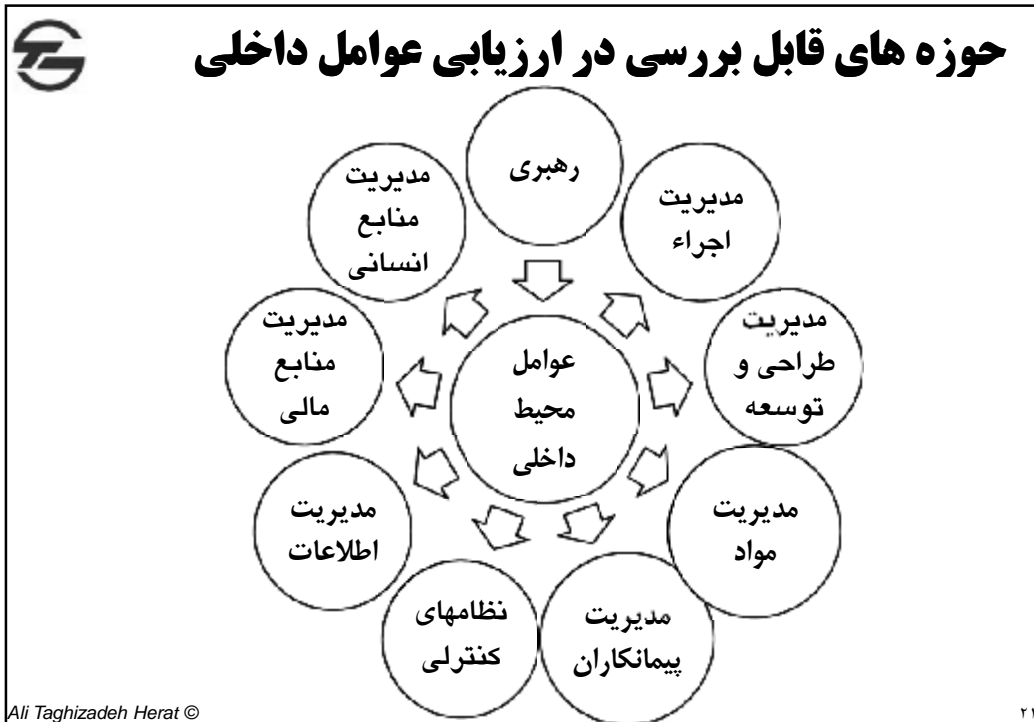 حوزه های قابل بررسی در ارزیابی عوامل داخلی
رهبری
مدیریت
اجراء
مدیریت
طراحی و
توسعه
مدیریت
مواد
مدیریت
پیمانکاران
نظامهای
کنترلی
مدیریت
اطلاعات
مدیریت
منابع
مالی
مدیریت
منابع
انسانی
عوامل
محیط
داخلی
Ali Taghizadeh Herat ©
۲۱